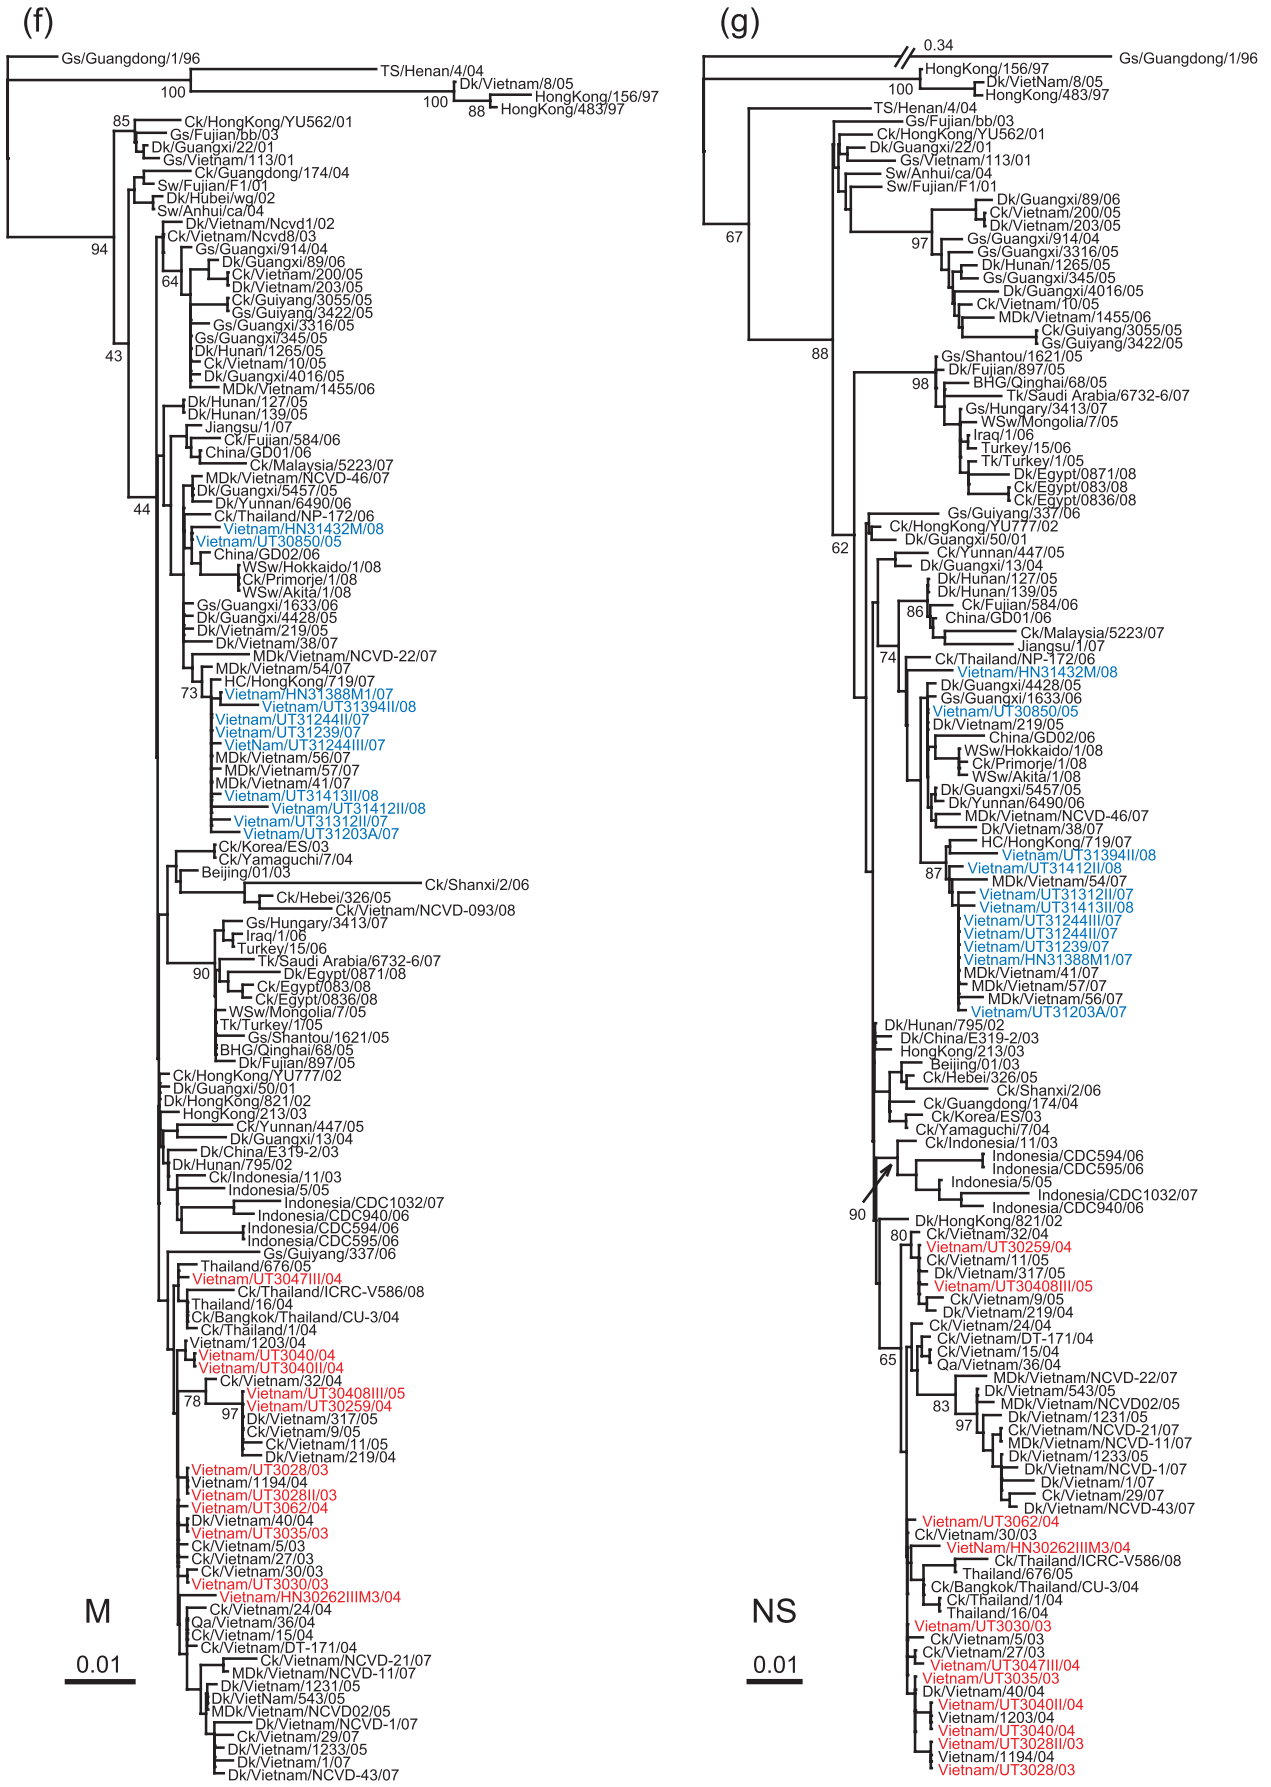 (f)
Gs/Guangdong/1/96
TS/Henan/4/04
Dk/Vietnam/8/05
100
100
HongKong/156/97
88
HongKong/483/97
85
Ck/HongKong/YU562/01
Gs/Fujian/bb/03
Dk/Guangxi/22/01
Gs/Vietnam/113/01
Ck/Guangdong/174/04
Sw/Fujian/F1/01
Dk/Hubei/wg/02
Sw/Anhui/ca/04
Dk/Vietnam/Ncvd1/02
Ck/Vietnam/Ncvd8/03
94
Gs/Guangxi/914/04
Dk/Guangxi/89/06
Ck/Vietnam/200/05
64
Dk/Vietnam/203/05
Ck/Guiyang/3055/05
Gs/Guiyang/3422/05
Gs/Guangxi/3316/05
Gs/Guangxi/345/05
43
Dk/Hunan/1265/05
Ck/Vietnam/10/05
Dk/Guangxi/4016/05
MDk/Vietnam/1455/06
Dk/Hunan/127/05
Dk/Hunan/139/05
Jiangsu/1/07
Ck/Fujian/584/06
China/GD01/06
Ck/Malaysia/5223/07
MDk/Vietnam/NCVD-46/07
Dk/Guangxi/5457/05
Dk/Yunnan/6490/06
44
Ck/Thailand/NP-172/06
Vietnam/HN31432M/08
Vietnam/UT30850/05
China/GD02/06
WSw/Hokkaido/1/08
Ck/Primorje/1/08
WSw/Akita/1/08
Gs/Guangxi/1633/06
Dk/Guangxi/4428/05
Dk/Vietnam/219/05
Dk/Vietnam/38/07
MDk/Vietnam/NCVD-22/07
MDk/Vietnam/54/07
HC/HongKong/719/07
73
Vietnam/HN31388M1/07
Vietnam/UT31394II/08
Vietnam/UT31244II/07
Vietnam/UT31239/07
VietNam/UT31244III/07
MDk/Vietnam/56/07
MDk/Vietnam/57/07
MDk/Vietnam/41/07
Vietnam/UT31413II/08
Vietnam/UT31412II/08
Vietnam/UT31312II/07
Vietnam/UT31203A/07
Ck/Korea/ES/03
Ck/Yamaguchi/7/04
Beijing/01/03
Ck/Shanxi/2/06
Ck/Hebei/326/05
Ck/Vietnam/NCVD-093/08
Gs/Hungary/3413/07
Iraq/1/06
Turkey/15/06
Tk/Saudi Arabia/6732-6/07
90
Dk/Egypt/0871/08
Ck/Egypt/083/08
Ck/Egypt/0836/08
WSw/Mongolia/7/05
Tk/Turkey/1/05
Gs/Shantou/1621/05
BHG/Qinghai/68/05
Dk/Fujian/897/05
Ck/HongKong/YU777/02
Dk/Guangxi/50/01
Dk/HongKong/821/02
HongKong/213/03
Ck/Yunnan/447/05
Dk/Guangxi/13/04
Dk/China/E319-2/03
Dk/Hunan/795/02
Ck/Indonesia/11/03
Indonesia/5/05
Indonesia/CDC1032/07
Indonesia/CDC940/06
Indonesia/CDC594/06
Indonesia/CDC595/06
Gs/Guiyang/337/06
Thailand/676/05
Vietnam/UT3047III/04
Ck/Thailand/ICRC-V586/08
Thailand/16/04
Ck/Bangkok/Thailand/CU-3/04
Ck/Thailand/1/04
Vietnam/1203/04
Vietnam/UT3040/04
Vietnam/UT3040II/04
Ck/Vietnam/32/04
78
Vietnam/UT30408III/05
97
Vietnam/UT30259/04
Dk/Vietnam/317/05
Ck/Vietnam/9/05
Ck/Vietnam/11/05
Dk/Vietnam/219/04
Vietnam/UT3028/03
Vietnam/1194/04
Vietnam/UT3028II/03
Vietnam/UT3062/04
Dk/Vietnam/40/04
Vietnam/UT3035/03
Ck/Vietnam/5/03
Ck/Vietnam/27/03
Ck/Vietnam/30/03
Vietnam/UT3030/03
Vietnam/HN30262IIIM3/04
Ck/Vietnam/24/04
Qa/Vietnam/36/04
Ck/Vietnam/15/04
Ck/Vietnam/DT-171/04
Ck/Vietnam/NCVD-21/07
MDk/Vietnam/NCVD-11/07
Dk/Vietnam/1231/05
Dk/VietNam/543/05
MDk/Vietnam/NCVD02/05
Dk/Vietnam/NCVD-1/07
Ck/Vietnam/29/07
Dk/Vietnam/1233/05
Dk/Vietnam/1/07
Dk/Vietnam/NCVD-43/07
M
0.01
(g)
0.34
Gs/Guangdong/1/96
HongKong/156/97
100
Dk/VietNam/8/05
HongKong/483/97
TS/Henan/4/04
Gs/Fujian/bb/03
Ck/HongKong/YU562/01
Dk/Guangxi/22/01
Gs/Vietnam/113/01
Sw/Anhui/ca/04
Sw/Fujian/F1/01
Dk/Guangxi/89/06
Ck/Vietnam/200/05
Dk/Vietnam/203/05
67
97
Gs/Guangxi/914/04
Gs/Guangxi/3316/05
Dk/Hunan/1265/05
Gs/Guangxi/345/05
Dk/Guangxi/4016/05
Ck/Vietnam/10/05
MDk/Vietnam/1455/06
Ck/Guiyang/3055/05
Gs/Guiyang/3422/05
88
Gs/Shantou/1621/05
Dk/Fujian/897/05
98
BHG/Qinghai/68/05
Tk/Saudi Arabia/6732-6/07
Gs/Hungary/3413/07
WSw/Mongolia/7/05
Iraq/1/06
Turkey/15/06
Tk/Turkey/1/05
Dk/Egypt/0871/08
Ck/Egypt/083/08
Ck/Egypt/0836/08
Gs/Guiyang/337/06
Ck/HongKong/YU777/02
Dk/Guangxi/50/01
62
Ck/Yunnan/447/05
Dk/Guangxi/13/04
Dk/Hunan/127/05
Dk/Hunan/139/05
86
Ck/Fujian/584/06
China/GD01/06
Ck/Malaysia/5223/07
Jiangsu/1/07
74
Ck/Thailand/NP-172/06
Vietnam/HN31432M/08
Dk/Guangxi/4428/05
Gs/Guangxi/1633/06
Vietnam/UT30850/05
Dk/Vietnam/219/05
China/GD02/06
WSw/Hokkaido/1/08
Ck/Primorje/1/08
WSw/Akita/1/08
Dk/Guangxi/5457/05
Dk/Yunnan/6490/06
MDk/Vietnam/NCVD-46/07
Dk/Vietnam/38/07
HC/HongKong/719/07
Vietnam/UT31394II/08
87
Vietnam/UT31412II/08
MDk/Vietnam/54/07
Vietnam/UT31312II/07
Vietnam/UT31413II/08
Vietnam/UT31244III/07
Vietnam/UT31244II/07
Vietnam/UT31239/07
Vietnam/HN31388M1/07
MDk/Vietnam/41/07
MDk/Vietnam/57/07
MDk/Vietnam/56/07
Vietnam/UT31203A/07
Dk/Hunan/795/02
Dk/China/E319-2/03
HongKong/213/03
Beijing/01/03
Ck/Hebei/326/05
Ck/Shanxi/2/06
Ck/Guangdong/174/04
Ck/Korea/ES/03
Ck/Yamaguchi/7/04
Ck/Indonesia/11/03
Indonesia/CDC594/06
Indonesia/CDC595/06
Indonesia/5/05
Indonesia/CDC1032/07
Indonesia/CDC940/06
90
Dk/HongKong/821/02
80
Ck/Vietnam/32/04
Vietnam/UT30259/04
Ck/Vietnam/11/05
Dk/Vietnam/317/05
Vietnam/UT30408III/05
Ck/Vietnam/9/05
Dk/Vietnam/219/04
Ck/Vietnam/24/04
Ck/Vietnam/DT-171/04
65
Ck/Vietnam/15/04
Qa/Vietnam/36/04
MDk/Vietnam/NCVD-22/07
83
Dk/Vietnam/543/05
MDk/Vietnam/NCVD02/05
97
Dk/Vietnam/1231/05
Ck/Vietnam/NCVD-21/07
MDk/Vietnam/NCVD-11/07
Dk/Vietnam/1233/05
Dk/Vietnam/NCVD-1/07
Dk/Vietnam/1/07
Ck/Vietnam/29/07
Dk/Vietnam/NCVD-43/07
Vietnam/UT3062/04
Ck/Vietnam/30/03
VietNam/HN30262IIIM3/04
Ck/Thailand/ICRC-V586/08
Thailand/676/05
Ck/Bangkok/Thailand/CU-3/04
Ck/Thailand/1/04
Thailand/16/04
Vietnam/UT3030/03
Ck/Vietnam/5/03
Ck/Vietnam/27/03
Vietnam/UT3047III/04
Vietnam/UT3035/03
Dk/Vietnam/40/04
Vietnam/UT3040II/04
Vietnam/1203/04
Vietnam/UT3040/04
Vietnam/UT3028II/03
Vietnam/1194/04
Vietnam/UT3028/03
NS
0.01